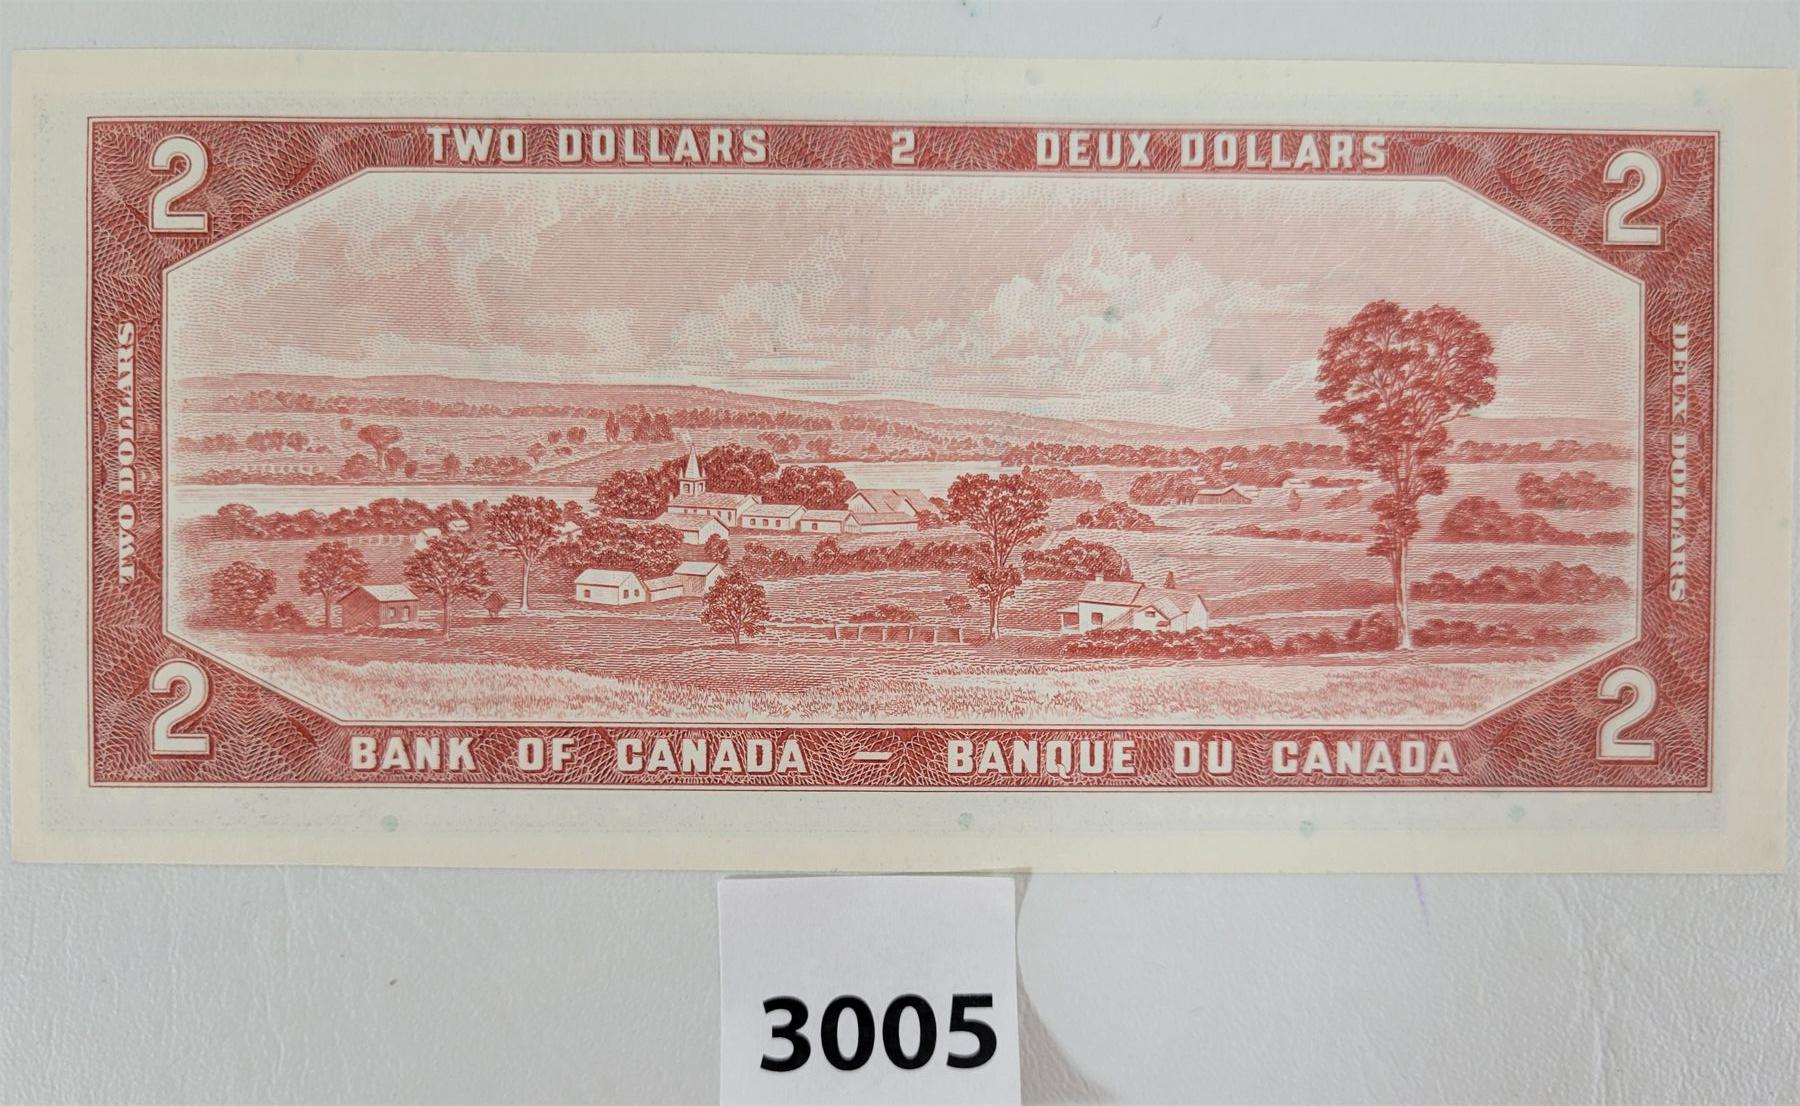 TWO DOLLARS 2 DEUX DOLLARS
2 2
TWO DOLLARS
DEUX DOLLARS
2 2
BANK OF CANADA – BANQUE DU CANADA
3005